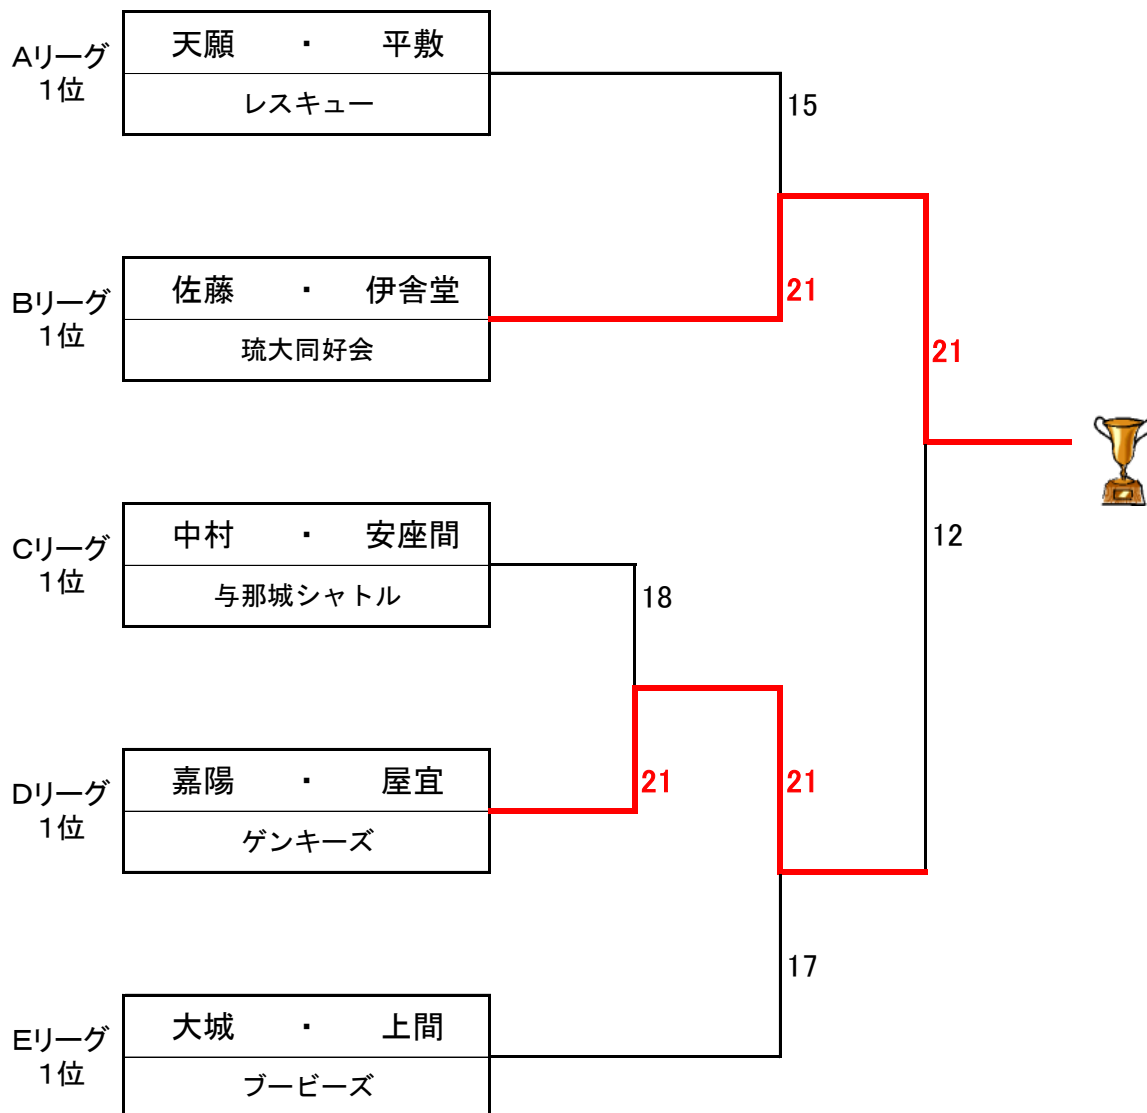 Aリーグ
1位
天願 ・ 平敷
レスキュー
15
Bリーグ
1位
佐藤 ・ 伊舎堂
琉大同好会
21
21
Cリーグ
1位
中村 ・ 安座間
与那城シャトル
18
12
Dリーグ
1位
嘉陽 ・ 屋宜
ゲンキーズ
21
21
17
Eリーグ
1位
大城 ・ 上間
ブービーズ